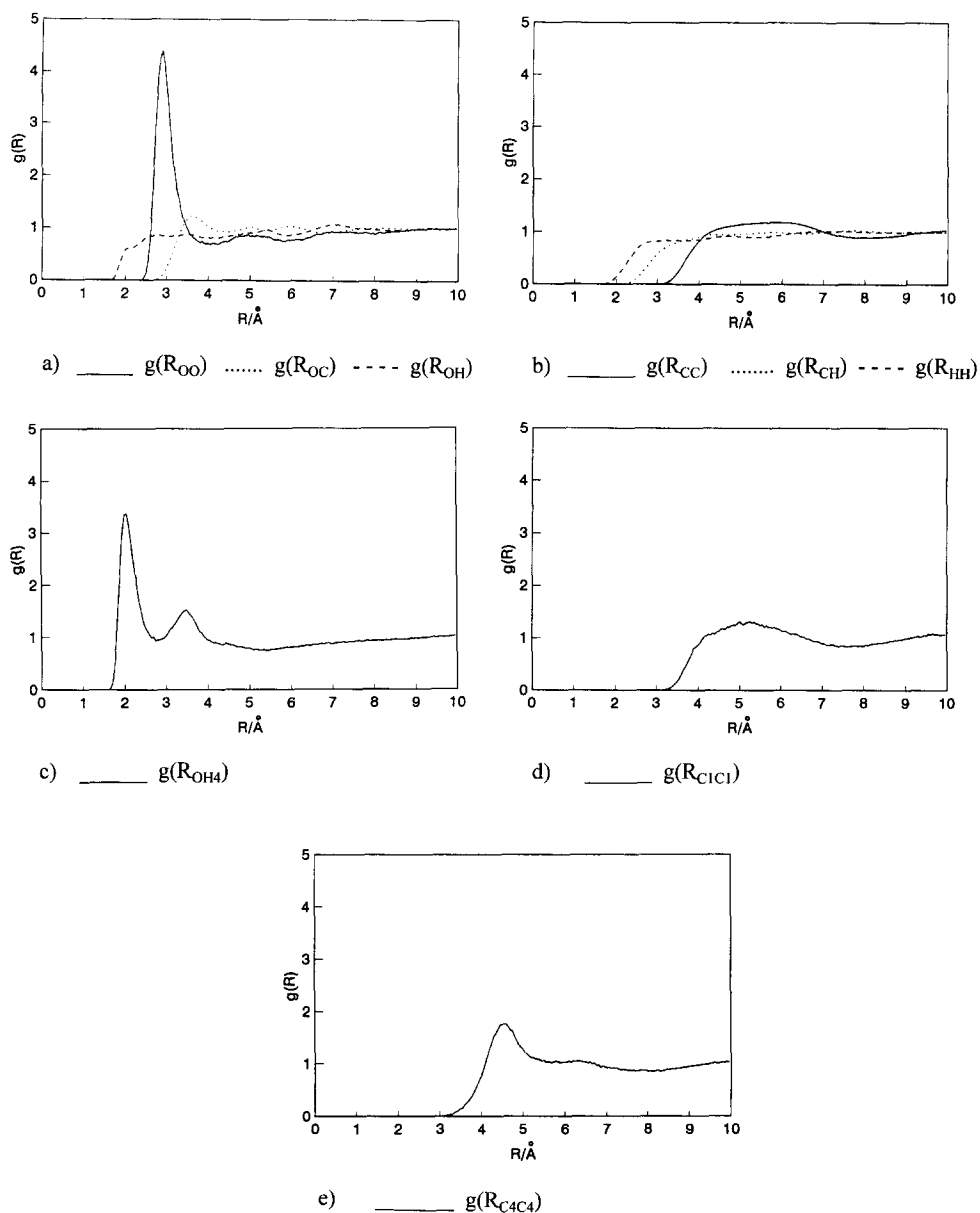 5
4
3
2
1
0
g(R)
0 1 2 3 4 5 6 7 8 9 10
R/Å
a) g(R_OO) ........ g(R_OC) - - - - g(R_OH)
5
4
3
2
1
0
g(R)
0 1 2 3 4 5 6 7 8 9 10
R/Å
b) g(R_CC) ........ g(R_CH) - - - - g(R_HH)
5
4
3
2
1
0
g(R)
0 1 2 3 4 5 6 7 8 9 10
R/Å
c) g(R_OH4)
5
4
3
2
1
0
g(R)
0 1 2 3 4 5 6 7 8 9 10
R/Å
d) g(R_C1C1)
5
4
3
2
1
0
g(R)
0 1 2 3 4 5 6 7 8 9 10
R/Å
e) g(R_C4C4)